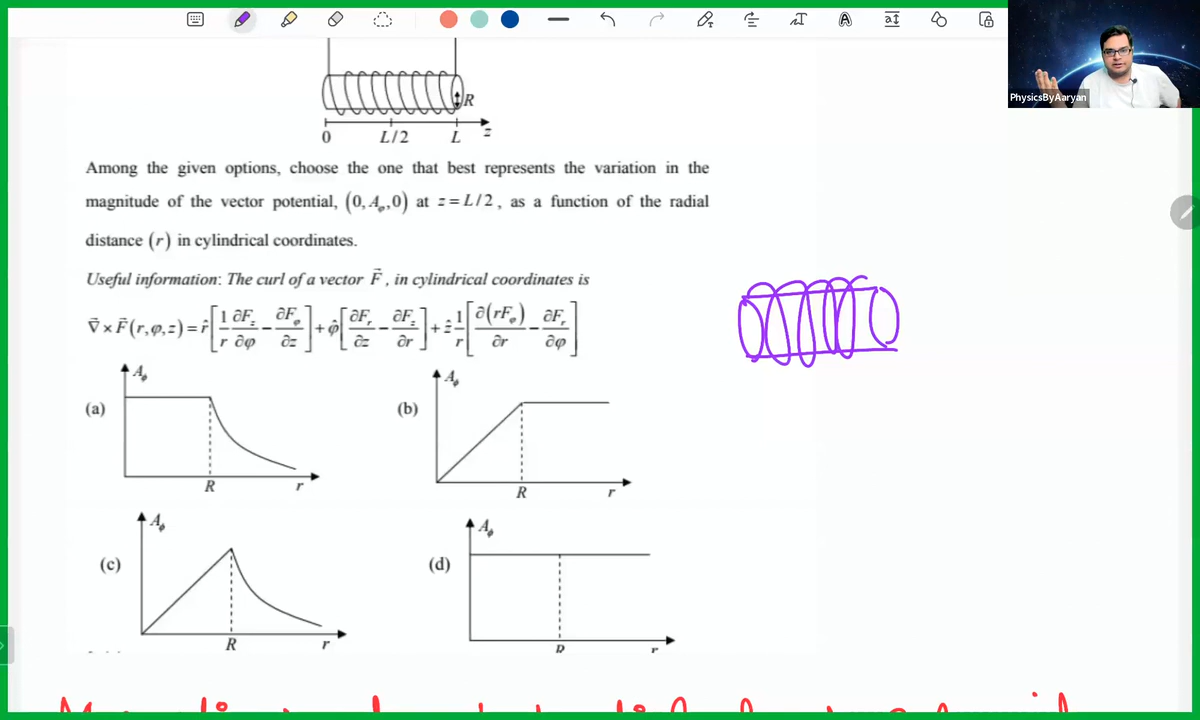 PhysicsByAaryan
R
0 L/2 L z
Among the given options, choose the one that best represents the variation in the
magnitude of the vector potential, (0, A_φ, 0) at z = L/2, as a function of the radial
distance (r) in cylindrical coordinates.
Useful information: The curl of a vector F⃗, in cylindrical coordinates is
∇⃗ × F⃗(r,φ,z) = r̂[1/r ∂F_z/∂φ − ∂F_φ/∂z] + φ̂[∂F_r/∂z − ∂F_z/∂r] + ẑ 1/r[∂(rF_φ)/∂r − ∂F_r/∂φ]
(a) A_ϕ R r
(b) A_ϕ R r
(c) A_ϕ R r
(d) A_ϕ